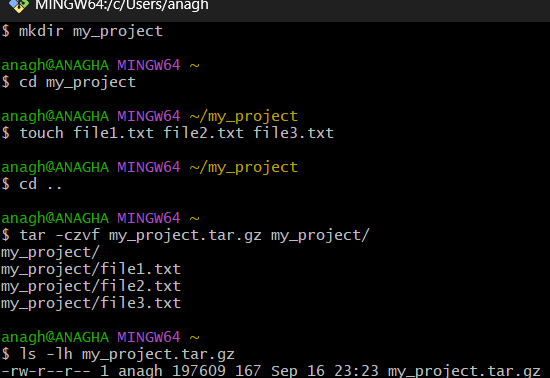 MINGW64:/c/Users/anagh
$ mkdir my_project
anagh@ANAGHA MINGW64 ~
$ cd my_project
anagh@ANAGHA MINGW64 ~/my_project
$ touch file1.txt file2.txt file3.txt
anagh@ANAGHA MINGW64 ~/my_project
$ cd ..
anagh@ANAGHA MINGW64 ~
$ tar -czvf my_project.tar.gz my_project/
my_project/
my_project/file1.txt
my_project/file2.txt
my_project/file3.txt
anagh@ANAGHA MINGW64 ~
$ ls -lh my_project.tar.gz
-rw-r--r-- 1 anagh 197609 167 Sep 16 23:23 my_project.tar.gz